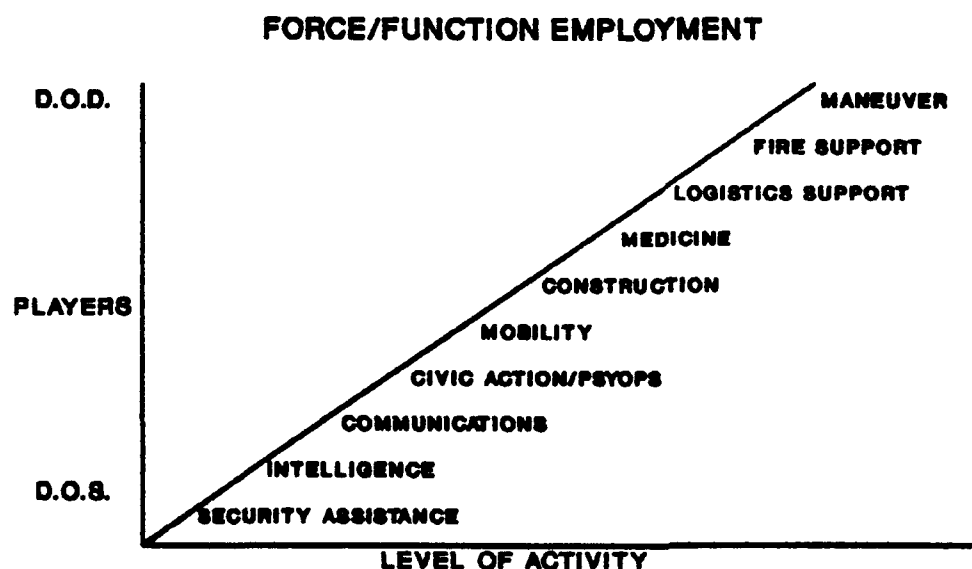 FORCE/FUNCTION EMPLOYMENT
D.O.D.
MANEUVER
FIRE SUPPORT
LOGISTICS SUPPORT
MEDICINE
CONSTRUCTION
PLAYERS
MOBILITY
CIVIC ACTION/PSYOPS
COMMUNICATIONS
INTELLIGENCE
D.O.S.
SECURITY ASSISTANCE
LEVEL OF ACTIVITY